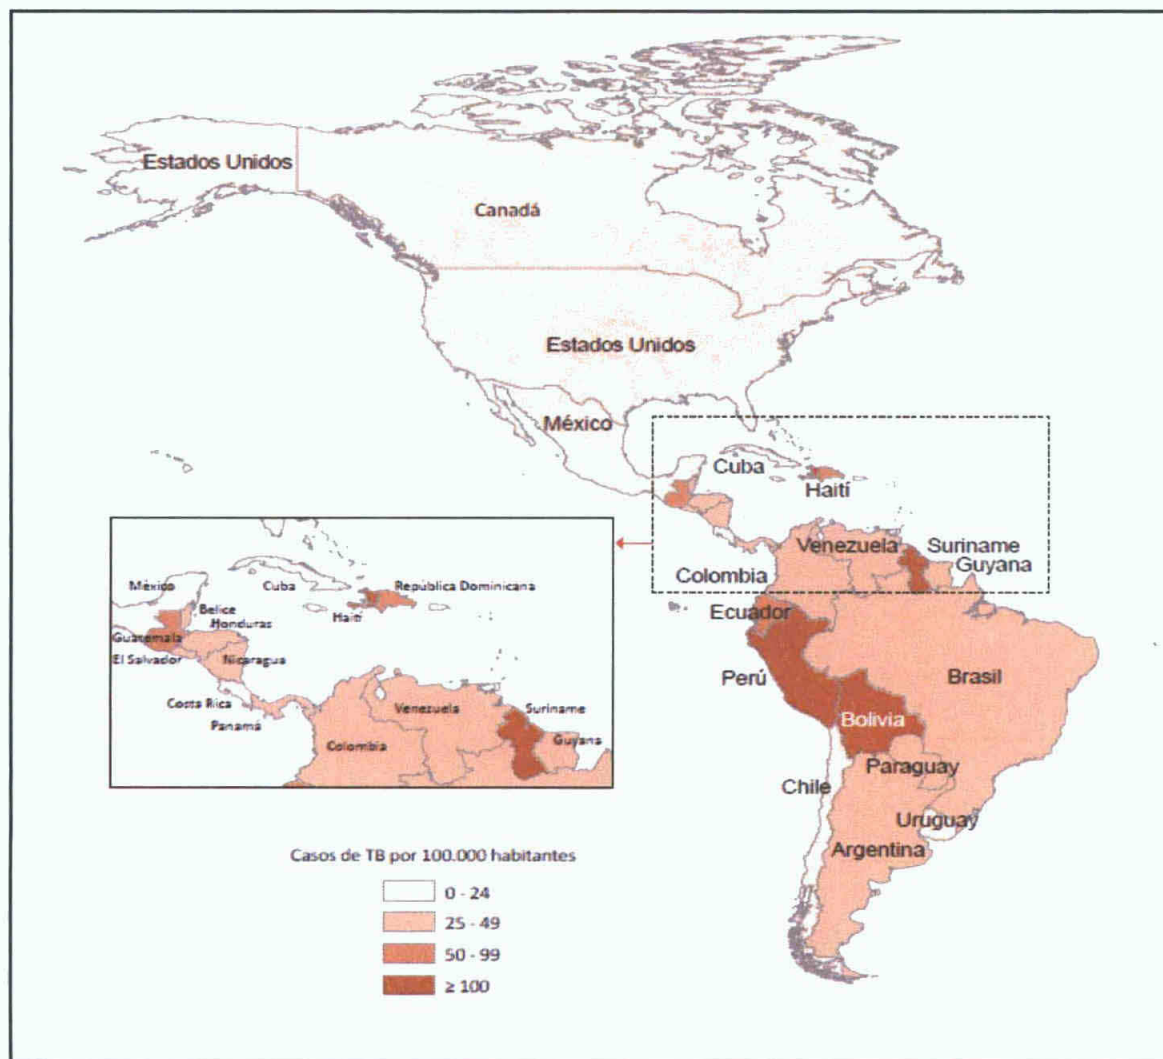 Estados Unidos
Canadá
Estados Unidos
México
Cuba
Haití
Venezuela
Suriname
Guyana
Colombia
Ecuador
Perú
Brasil
Bolivia
Paraguay
Chile
Uruguay
Argentina
México
Cuba
República Dominicana
Belice
Haití
Honduras
Guatemala
El Salvador
Nicaragua
Costa Rica
Panamá
Venezuela
Suriname
Guyana
Colombia
Casos de TB por 100.000 habitantes
0 - 24
25 - 49
50 - 99
≥ 100